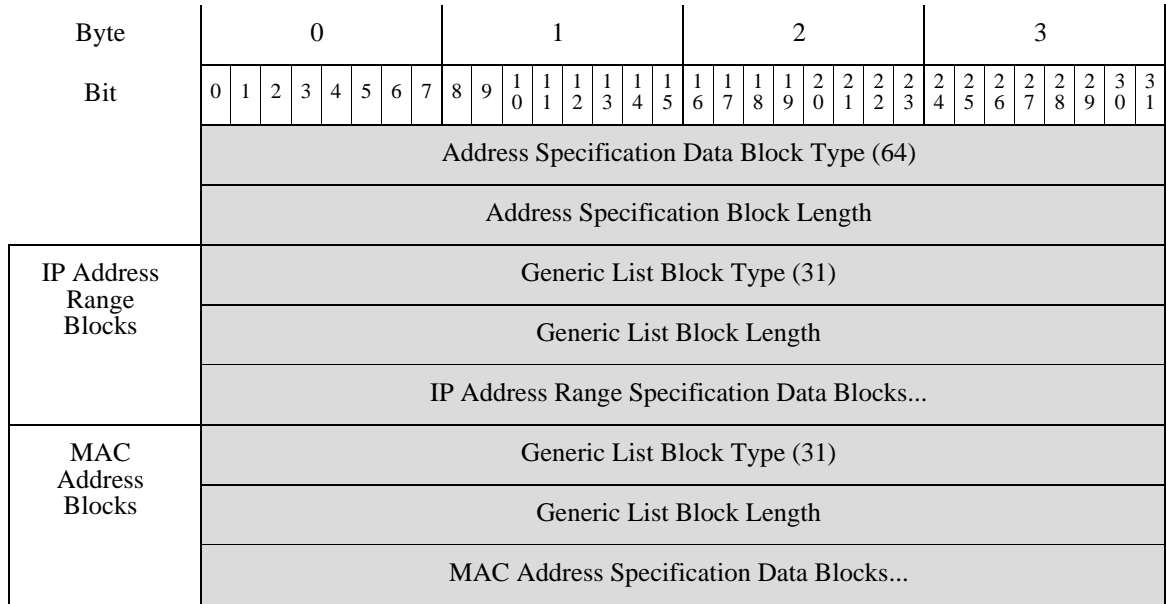 Byte 0 1 2 3
Bit 0 1 2 3 4 5 6 7 8 9 10 11 12 13 14 15 16 17 18 19 20 21 22 23 24 25 26 27 28 29 30 31
Address Specification Data Block Type (64)
Address Specification Block Length
IP Address
Range
Blocks
Generic List Block Type (31)
Generic List Block Length
IP Address Range Specification Data Blocks...
MAC
Address
Blocks
Generic List Block Type (31)
Generic List Block Length
MAC Address Specification Data Blocks...